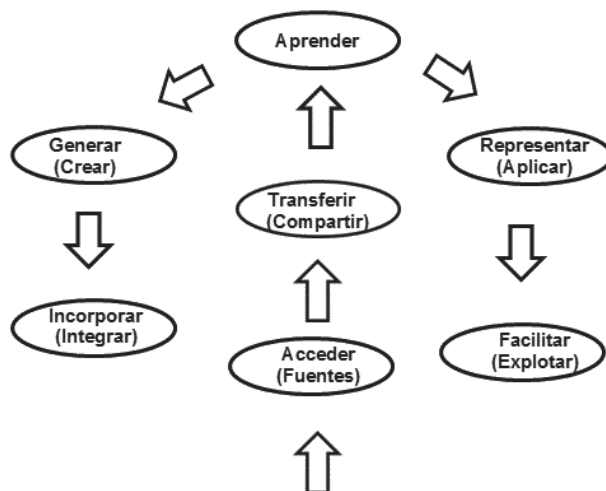 Aprender
Generar
(Crear)
Representar
(Aplicar)
Transferir
(Compartir)
Incorporar
(Integrar)
Acceder
(Fuentes)
Facilitar
(Explotar)